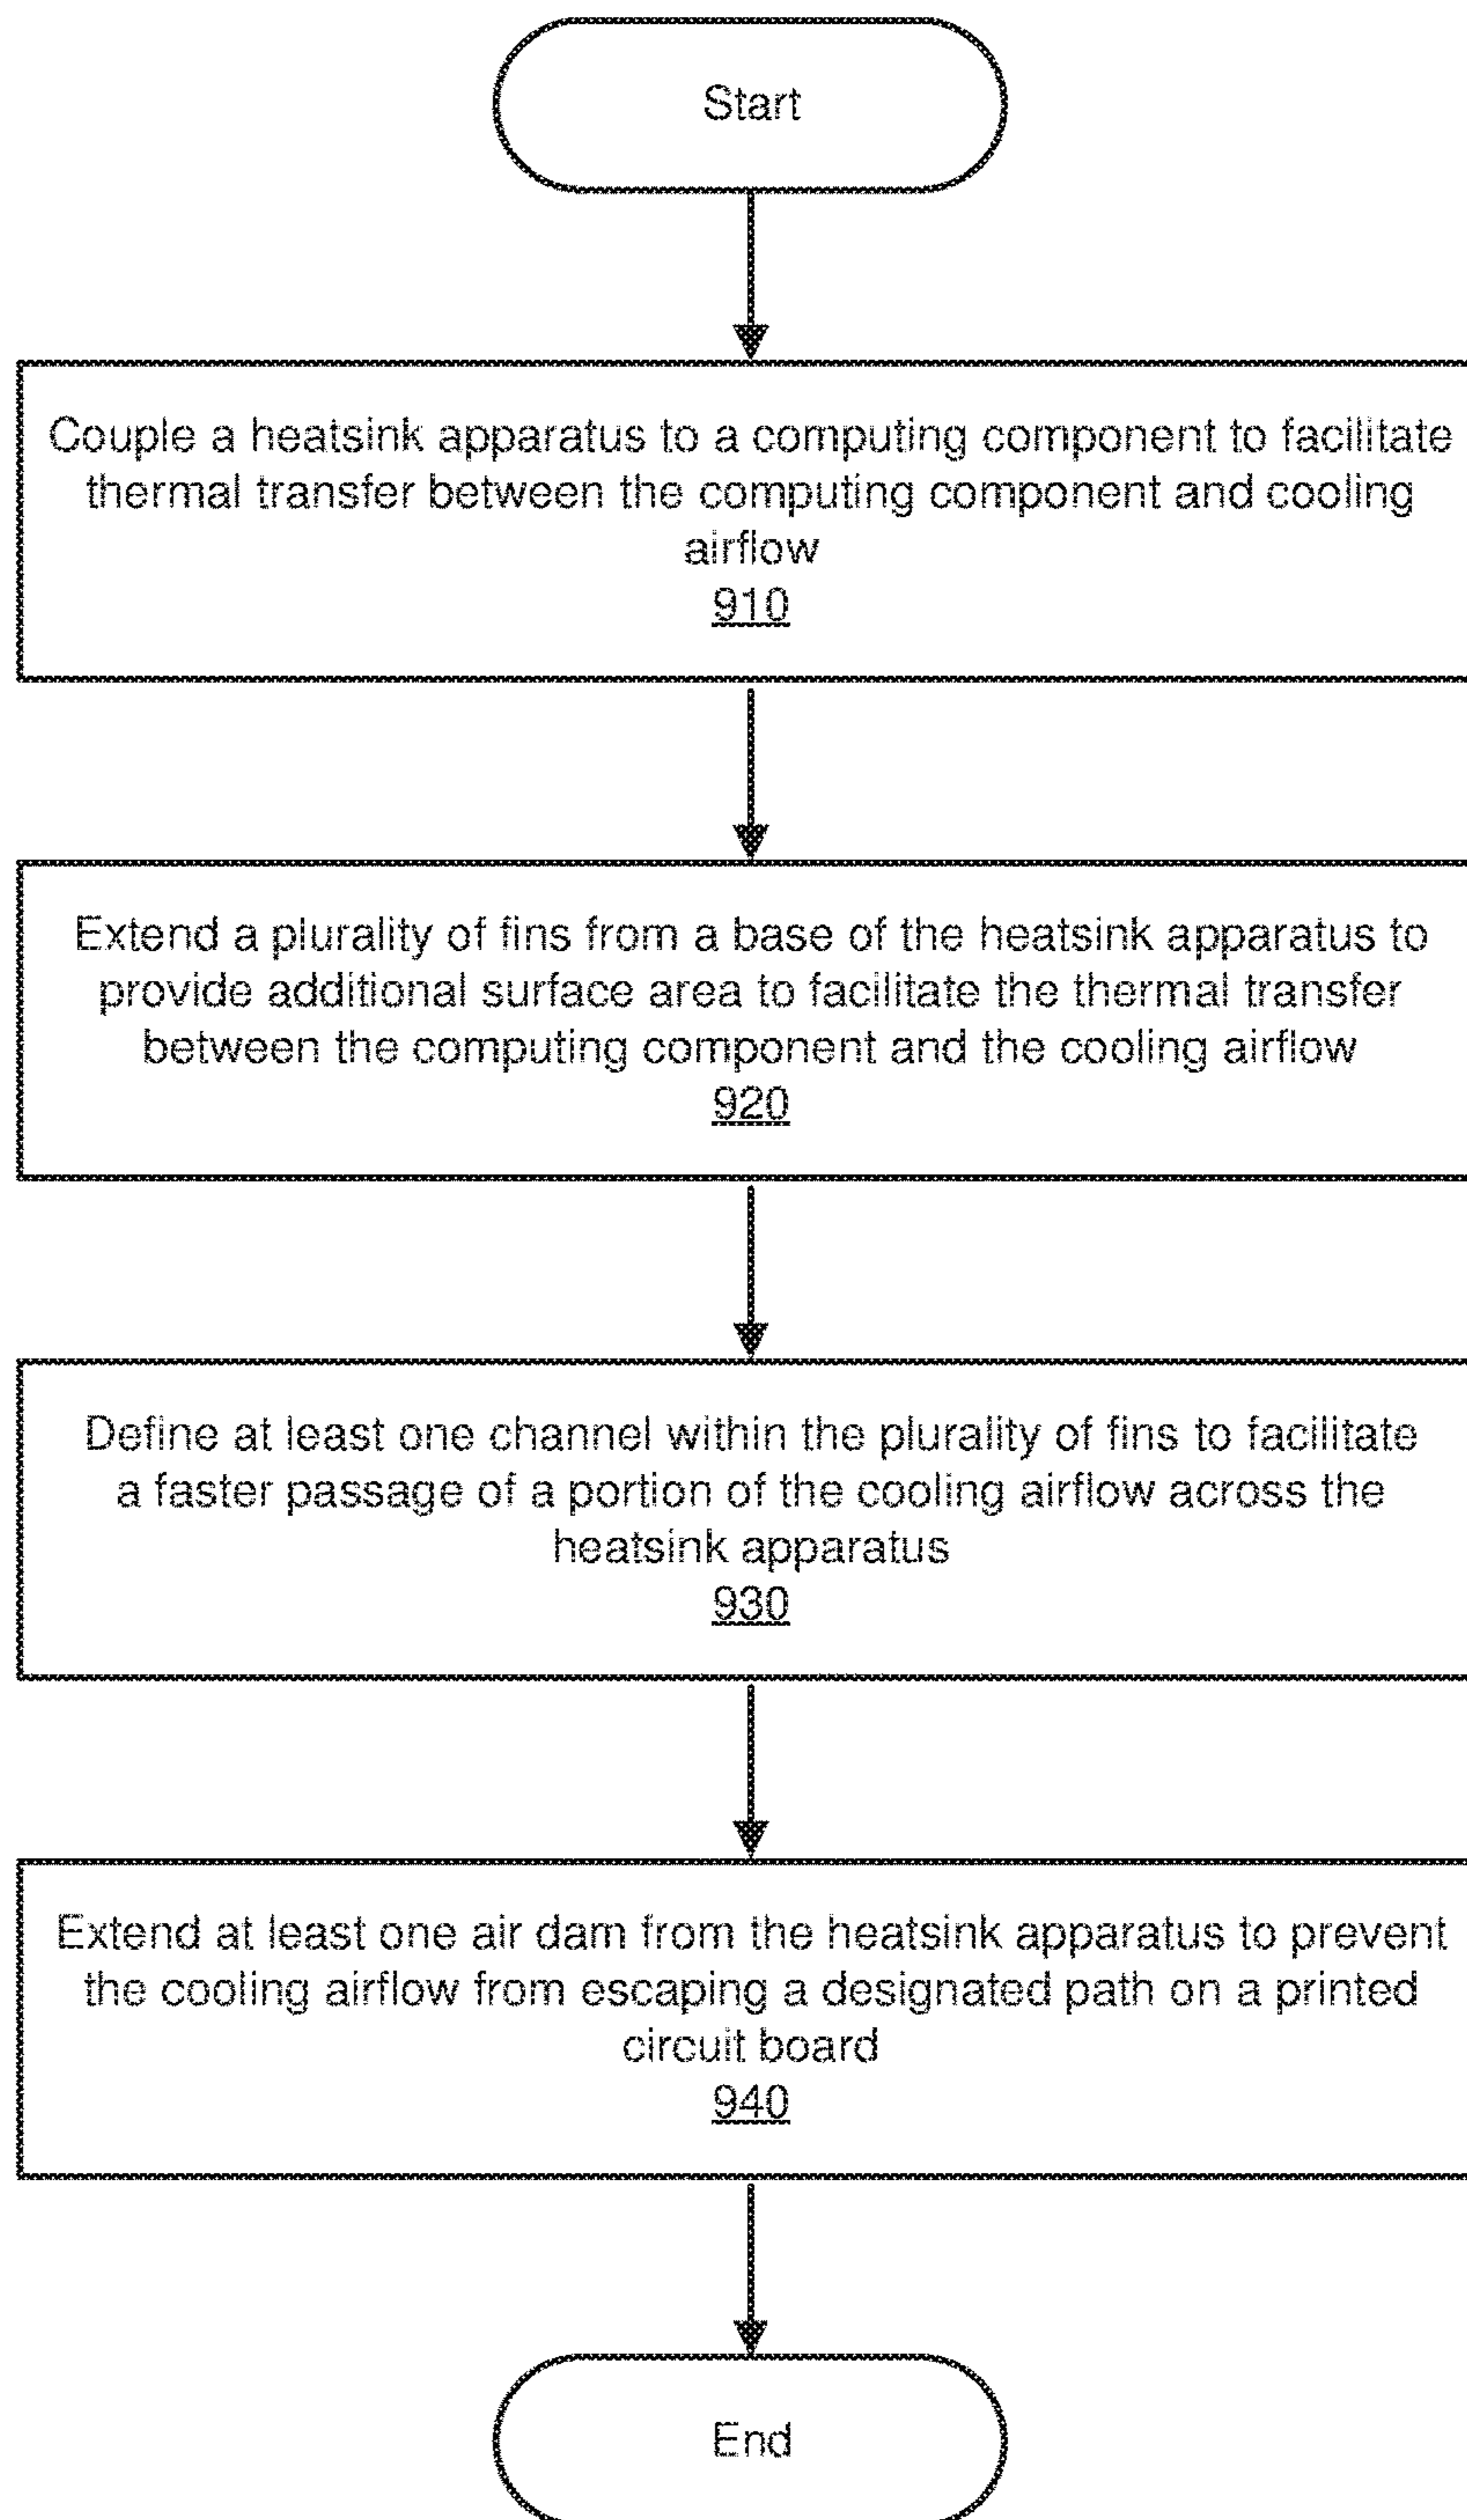 Start
Couple a heatsink apparatus to a computing component to facilitate
thermal transfer between the computing component and cooling
airflow
910
Extend a plurality of fins from a base of the heatsink apparatus to
provide additional surface area to facilitate the thermal transfer
between the computing component and the cooling airflow
920
Define at least one channel within the plurality of fins to facilitate
a faster passage of a portion of the cooling airflow across the
heatsink apparatus
930
Extend at least one air dam from the heatsink apparatus to prevent
the cooling airflow from escaping a designated path on a printed
circuit board
940
End